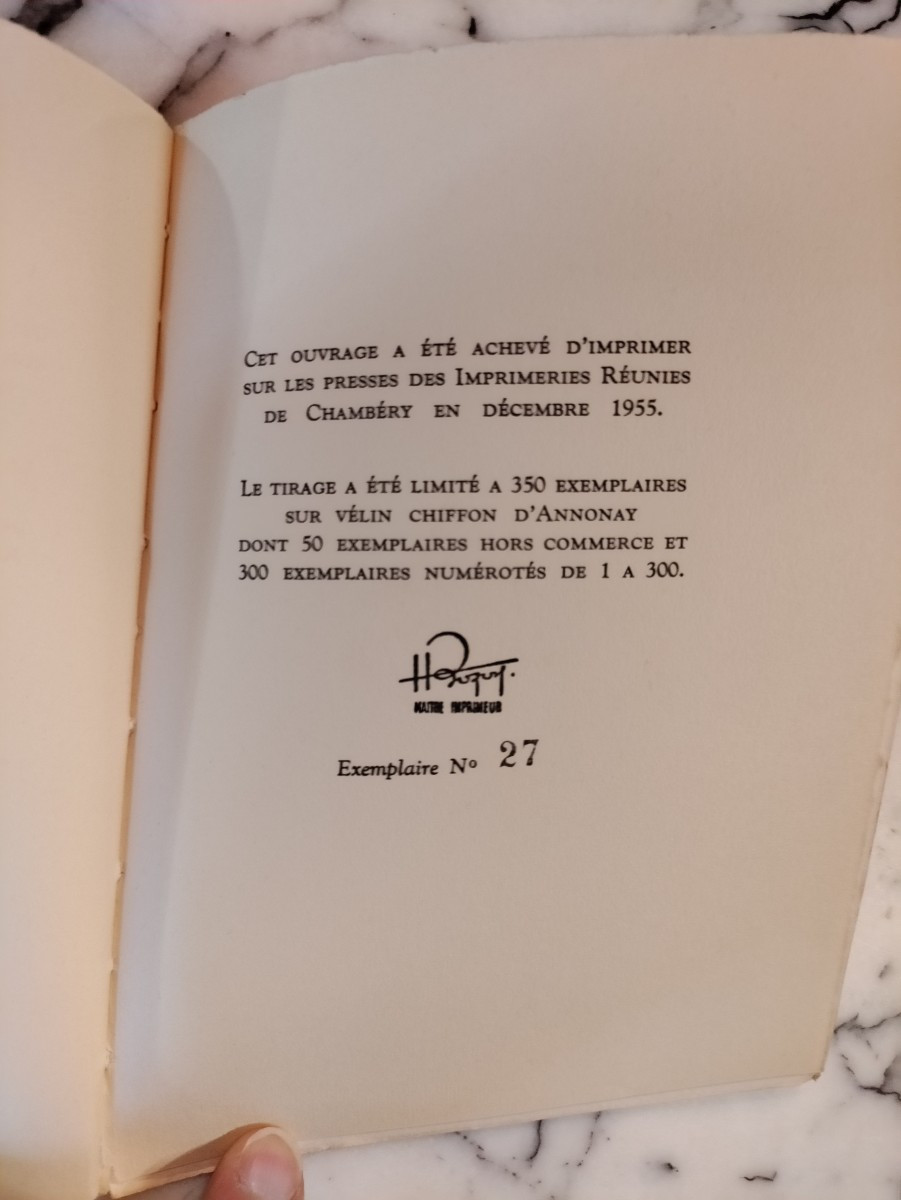 CET OUVRAGE A ÉTÉ ACHEVÉ D'IMPRIMER
SUR LES PRESSES DES IMPRIMERIES RÉUNIES
DE CHAMBÉRY EN DÉCEMBRE 1955.
LE TIRAGE A ÉTÉ LIMITÉ A 350 EXEMPLAIRES
SUR VÉLIN CHIFFON D'ANNONAY
DONT 50 EXEMPLAIRES HORS COMMERCE ET
300 EXEMPLAIRES NUMÉROTÉS DE 1 A 300.
MAITRE IMPRIMEUR
Exemplaire Nº 27